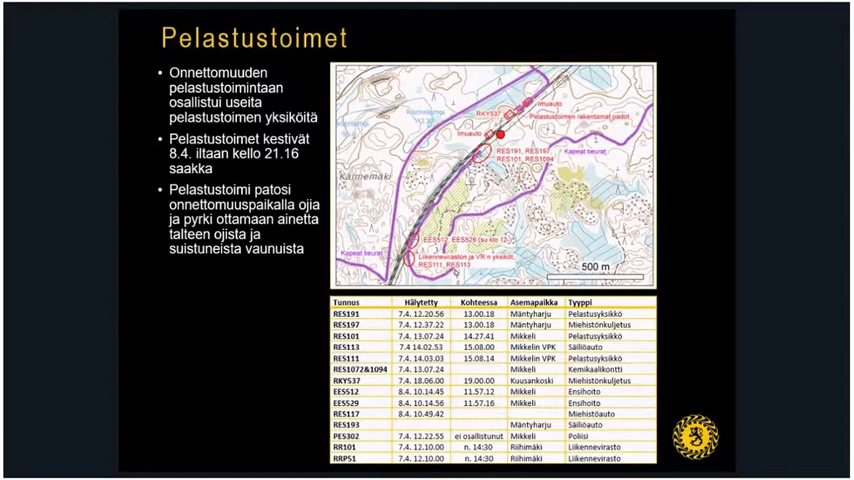 Pelastustoimet
• Onnettomuuden
pelastustoimintaan
osallistui useita
pelastustoimen yksiköitä
• Pelastustoimet kestivät
8.4. iltaan kello 21.16
saakka
• Pelastustoimi patosi
onnettomuuspaikalla ojia
ja pyrki ottamaan ainetta
talteen ojista ja
suistuneista vaunuista
Imuauto
RKY537
Pelastustoimen rakentamat padot
Imuauto
RES191, RES197
RES101, RES1094
Kapeat tieurat
Karnemäki
EES512, EES529 (su klo 12-)
Kapeat tieurat
Liikenneviraston ja VR:n yksiköt,
RES111, RES113
500 m
Tunnus Hälytetty Kohteessa Asemapaikka Tyyppi
RES191 7.4. 12.20.56 13.00.18 Mäntyharju Pelastusyksikkö
RES197 7.4. 12.37.22 13.00.18 Mäntyharju Miehistönkuljetus
RES101 7.4. 13.07.24 14.27.41 Mikkeli Pelastusyksikkö
RES113 7.4 14.02.53 15.08.00 Mikkelin VPK Säiliöauto
RES111 7.4. 14.03.03 15.08.14 Mikkelin VPK Pelastusyksikkö
RES1072&1094 7.4. 13.07.24 Mikkeli Kemikaalikontti
RKY537 7.4. 18.06.00 19.00.00 Kuusankoski Miehistönkuljetus
EES512 8.4. 10.14.45 11.57.12 Mikkeli Ensihoito
EES529 8.4. 10.14.56 11.57.16 Mikkeli Ensihoito
RES117 8.4. 10.49.42 Miehistöauto
RES193 Mäntyharju Säiliöauto
PES302 7.4. 12.22.55 ei osallistunut Mikkeli Poliisi
RR101 7.4. 12.10.00 n. 14:30 Riihimäki Liikennevirasto
RRP51 7.4. 12.10.00 n. 14:30 Riihimäki Liikennevirasto